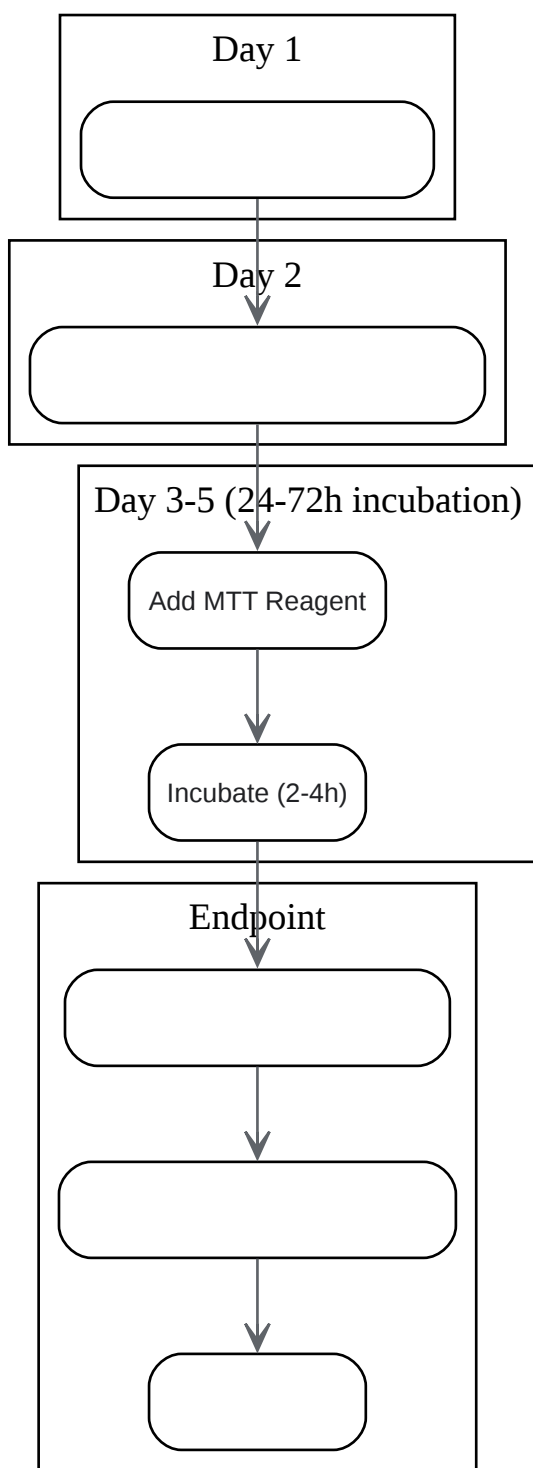 Day 1
Day 2
Day 3-5 (24-72h incubation)
Add MTT Reagent
Incubate (2-4h)
Endpoint